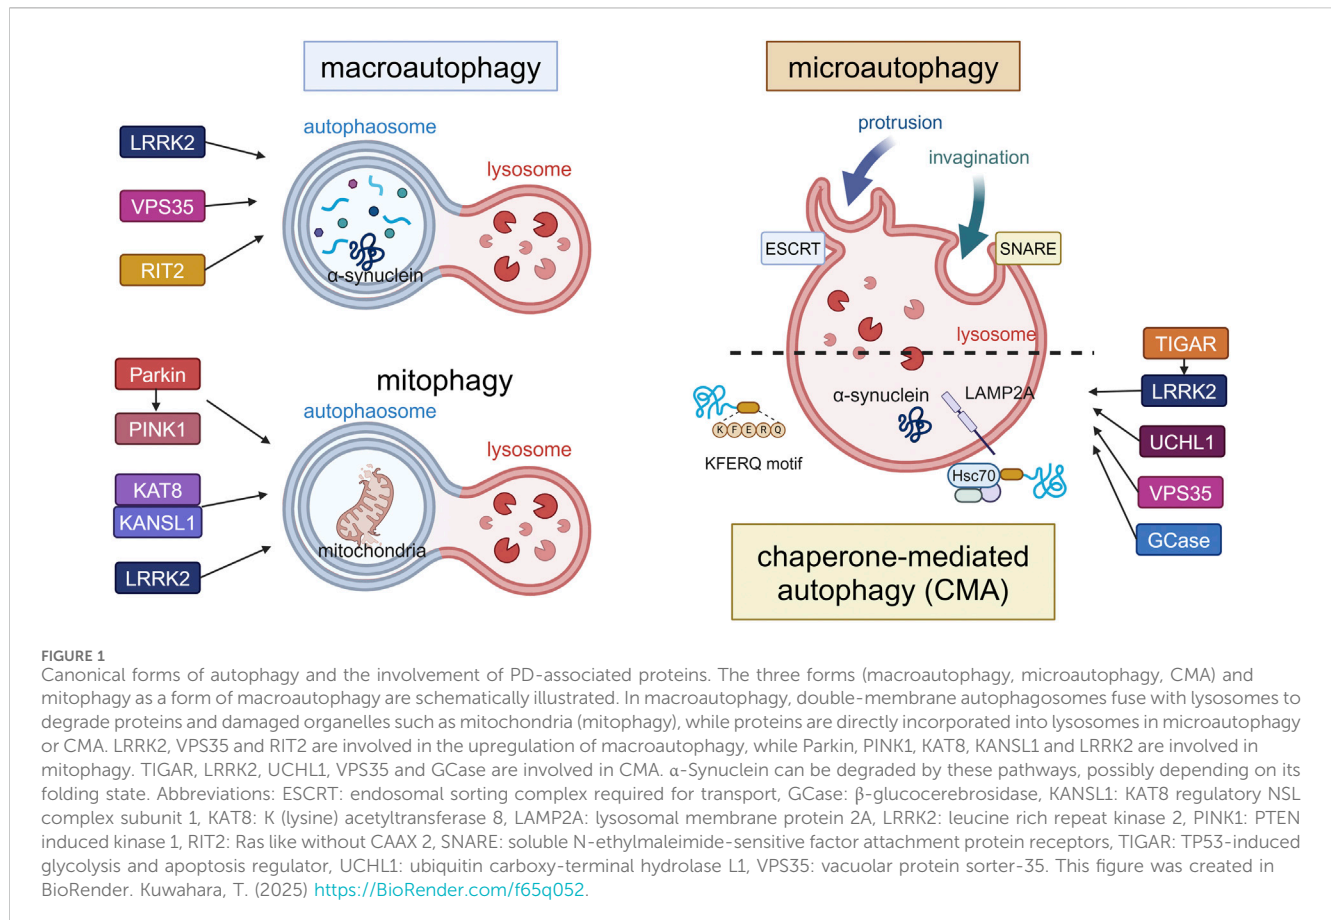 macroautophagy
microautophagy
LRRK2
VPS35
RIT2
autophaosome
lysosome
α-synuclein
protrusion
invagination
ESCRT
SNARE
lysosome
Parkin
PINK1
KAT8
KANSL1
LRRK2
mitophagy
autophaosome
lysosome
mitochondria
α-synuclein
LAMP2A
K F E R Q
KFERQ motif
Hsc70
TIGAR
LRRK2
UCHL1
VPS35
GCase
chaperone-mediated
autophagy (CMA)
FIGURE 1
Canonical forms of autophagy and the involvement of PD-associated proteins. The three forms (macroautophagy, microautophagy, CMA) and
mitophagy as a form of macroautophagy are schematically illustrated. In macroautophagy, double-membrane autophagosomes fuse with lysosomes to
degrade proteins and damaged organelles such as mitochondria (mitophagy), while proteins are directly incorporated into lysosomes in microautophagy
or CMA. LRRK2, VPS35 and RIT2 are involved in the upregulation of macroautophagy, while Parkin, PINK1, KAT8, KANSL1 and LRRK2 are involved in
mitophagy. TIGAR, LRRK2, UCHL1, VPS35 and GCase are involved in CMA. α-Synuclein can be degraded by these pathways, possibly depending on its
folding state. Abbreviations: ESCRT: endosomal sorting complex required for transport, GCase: β-glucocerebrosidase, KANSL1: KAT8 regulatory NSL
complex subunit 1, KAT8: K (lysine) acetyltransferase 8, LAMP2A: lysosomal membrane protein 2A, LRRK2: leucine rich repeat kinase 2, PINK1: PTEN
induced kinase 1, RIT2: Ras like without CAAX 2, SNARE: soluble N-ethylmaleimide-sensitive factor attachment protein receptors, TIGAR: TP53-induced
glycolysis and apoptosis regulator, UCHL1: ubiquitin carboxy-terminal hydrolase L1, VPS35: vacuolar protein sorter-35. This figure was created in
BioRender. Kuwahara, T. (2025) https://BioRender.com/f65q052.